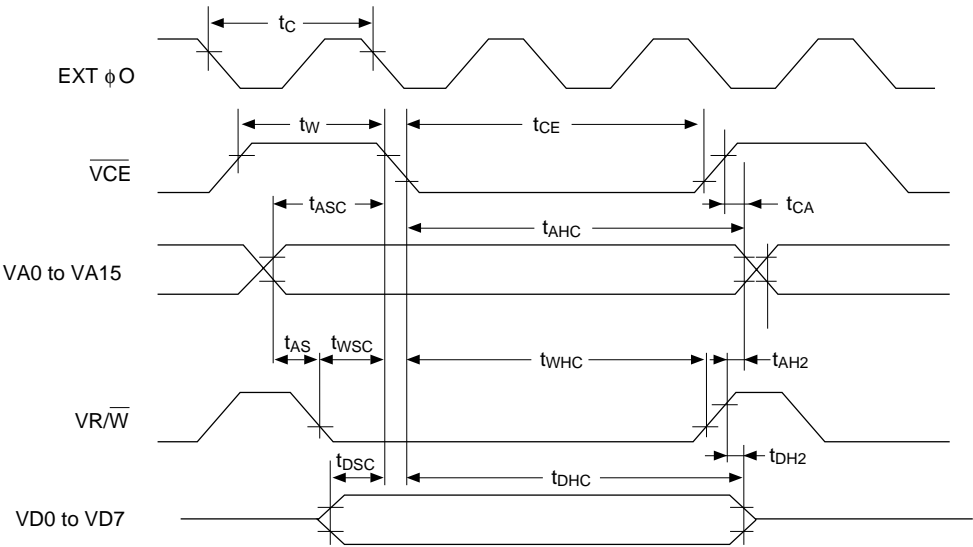 tC
EXT ϕO
tW
tCE
V̅C̅E̅
tASC
tCA
tAHC
VA0 to VA15
tAS
tWSC
tWHC
tAH2
VR/W̅
tDSC
tDH2
tDHC
VD0 to VD7